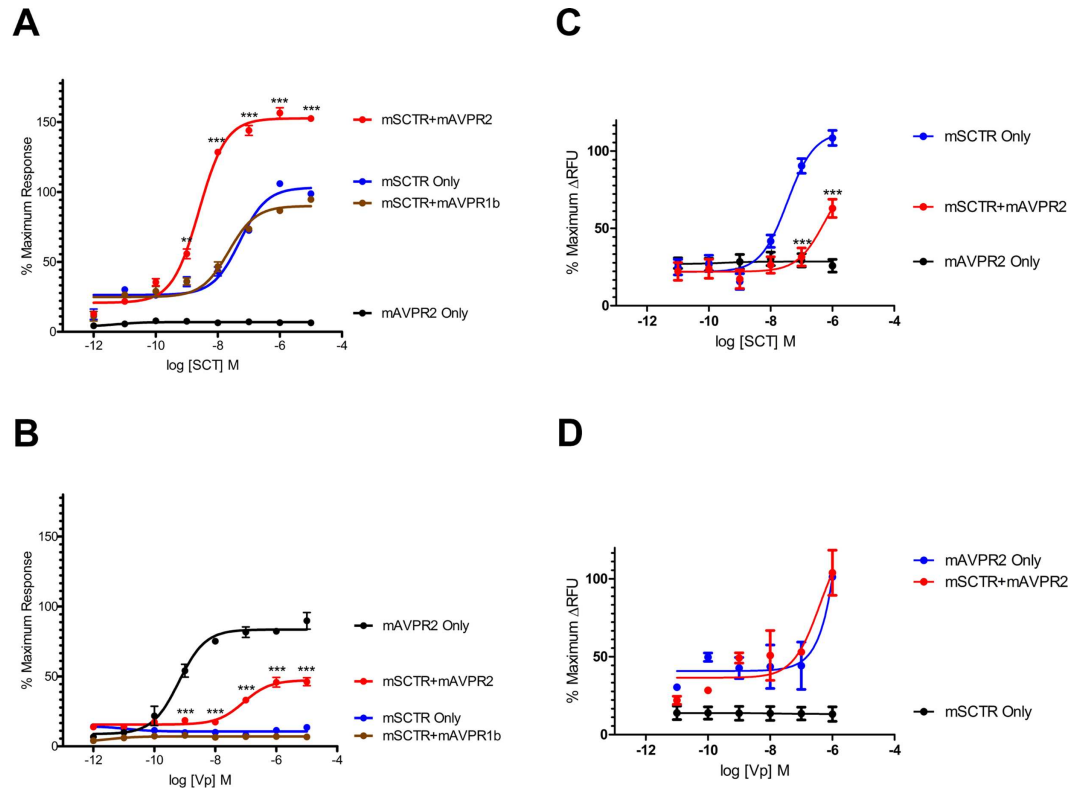 A
% Maximum Response
150
100
50
0
-12 -10 -8 -6 -4
log [SCT] M
** *** *** *** ***
mSCTR+mAVPR2
mSCTR Only
mSCTR+mAVPR1b
mAVPR2 Only
C
% Maximum ΔRFU
100
50
0
-12 -10 -8 -6 -4
log [SCT] M
*** ***
mSCTR Only
mSCTR+mAVPR2
mAVPR2 Only
B
% Maximum Response
150
100
50
0
-12 -10 -8 -6 -4
log [Vp] M
*** *** *** *** ***
mAVPR2 Only
mSCTR+mAVPR2
mSCTR Only
mSCTR+mAVPR1b
D
% Maximum ΔRFU
100
50
0
-12 -10 -8 -6 -4
log [Vp] M
mAVPR2 Only
mSCTR+mAVPR2
mSCTR Only